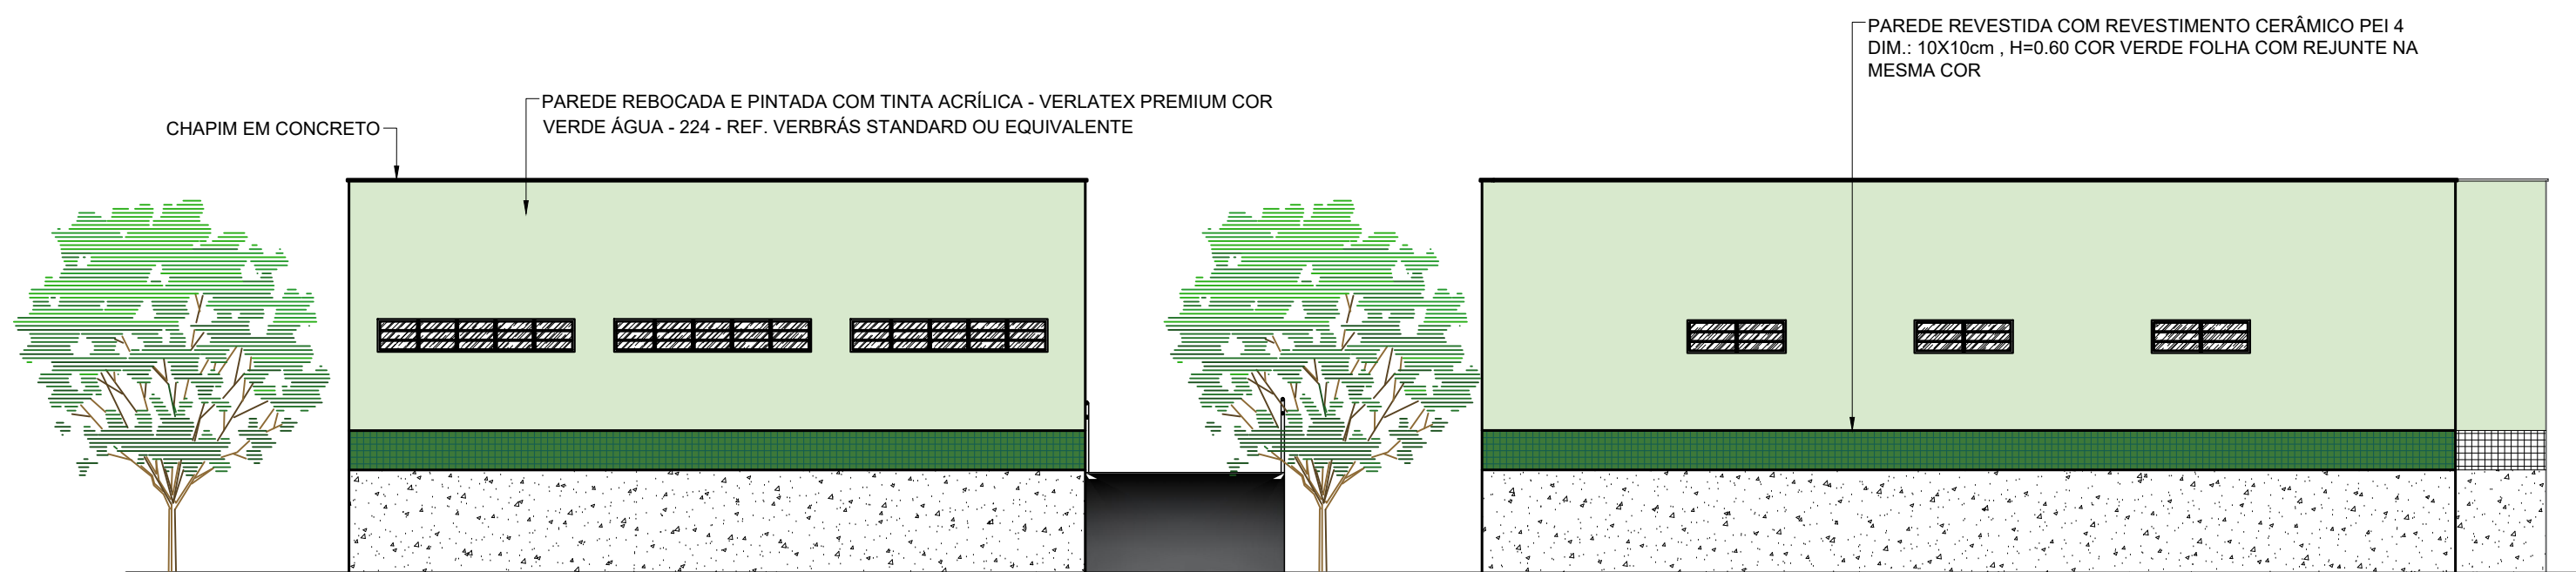 PAREDE REVESTIDA COM REVESTIMENTO CERÂMICO PEI 4
DIM.: 10X10cm , H=0.60 COR VERDE FOLHA COM REJUNTE NA
MESMA COR
PAREDE REBOCADA E PINTADA COM TINTA ACRÍLICA - VERLATEX PREMIUM COR
VERDE ÁGUA - 224 - REF. VERBRÁS STANDARD OU EQUIVALENTE
CHAPIM EM CONCRETO